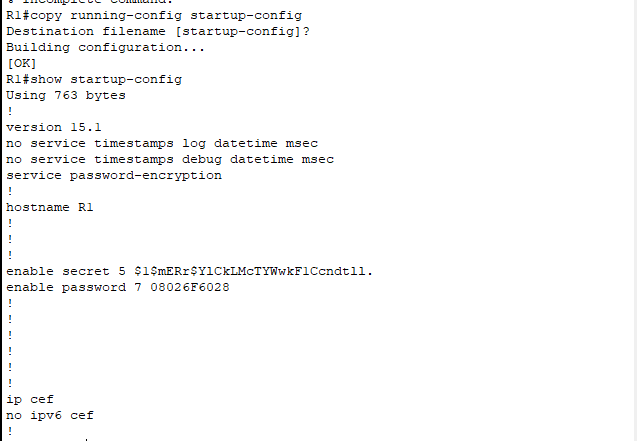 % Incomplete command.
R1#copy running-config startup-config
Destination filename [startup-config]?
Building configuration...
[OK]
R1#show startup-config
Using 763 bytes
!
version 15.1
no service timestamps log datetime msec
no service timestamps debug datetime msec
service password-encryption
!
hostname R1
!
!
!
enable secret 5 $1$mERr$YlCkLMcTYWwkF1Ccndtll.
enable password 7 08026F6028
!
!
!
!
!
!
ip cef
no ipv6 cef
!